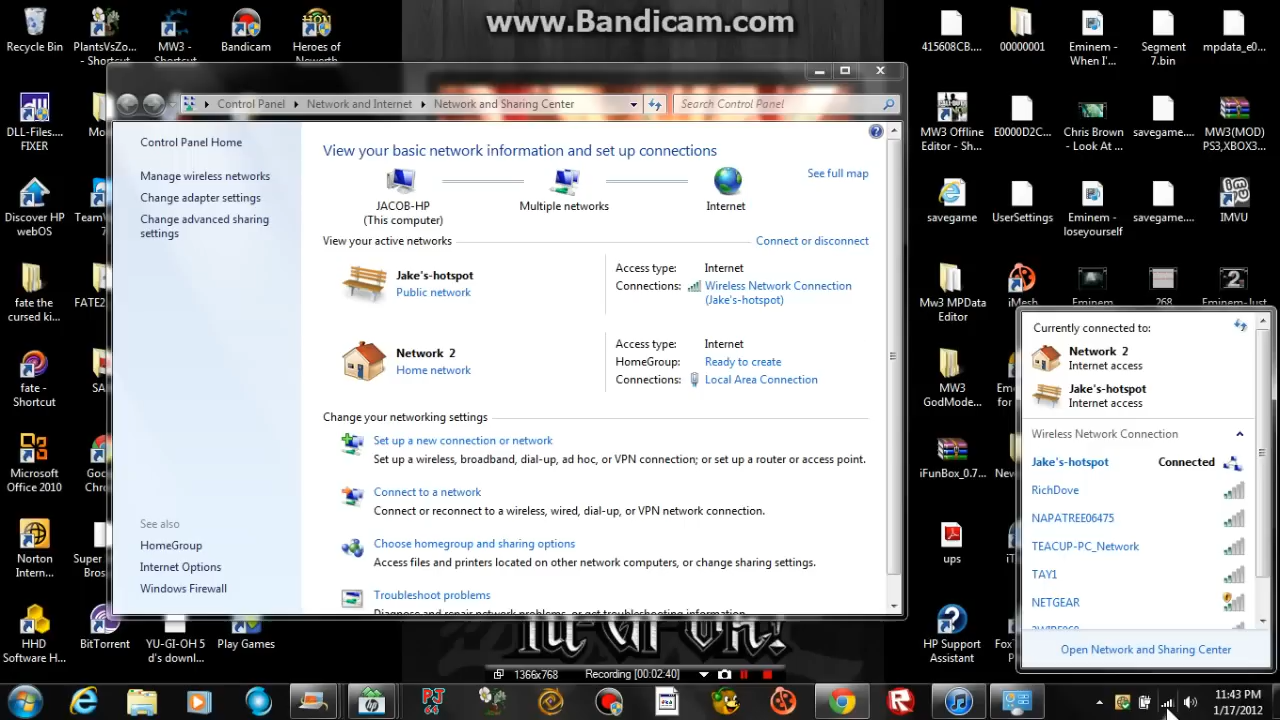 www.Bandicam.com
Recycle Bin
PlantsVsZo...
- Shortcut
MW3 -
Shortcut
Bandicam
Heroes of
Newerth
DLL-Files....
FIXER
Discover HP
webOS
fate the
cursed ki...
fate -
Shortcut
Microsoft
Office 2010
Norton
Intern...
HHD
Software H...
BitTorrent
YU-GI-OH 5
d's downl...
Play Games
Control Panel
Network and Internet
Network and Sharing Center
Search Control Panel
Control Panel Home
Manage wireless networks
Change adapter settings
Change advanced sharing
settings
See also
HomeGroup
Internet Options
Windows Firewall
View your basic network information and set up connections
See full map
JACOB-HP
(This computer)
Multiple networks
Internet
View your active networks
Connect or disconnect
Jake's-hotspot
Public network
Access type: Internet
Connections: Wireless Network Connection
(Jake's-hotspot)
Network 2
Home network
Access type: Internet
HomeGroup: Ready to create
Connections: Local Area Connection
Change your networking settings
Set up a new connection or network
Set up a wireless, broadband, dial-up, ad hoc, or VPN connection; or set up a router or access point.
Connect to a network
Connect or reconnect to a wireless, wired, dial-up, or VPN network connection.
Choose homegroup and sharing options
Access files and printers located on other network computers, or change sharing settings.
Troubleshoot problems
Diagnose and repair network problems, or get troubleshooting information.
415608CB....
00000001
Eminem -
When I'...
Segment
7.bin
mpdata_e0...
MW3 Offline
Editor - Sh...
E0000D2C...
Chris Brown
- Look At ...
savegame....
MW3(MOD)
PS3,XBOX3...
savegame
UserSettings
Eminem -
loseyourself
savegame....
IMVU
Mw3 MPData
Editor
iMesh
MW3
GodMode...
iFunBox_0.7...
ups
HP Support
Assistant
Currently connected to:
Network 2
Internet access
Jake's-hotspot
Internet access
Wireless Network Connection
Jake's-hotspot Connected
RichDove
NAPATREE06475
TEACUP-PC_Network
TAY1
NETGEAR
Open Network and Sharing Center
Yu-Gi-Oh!
1366x768
Recording [00:02:40]
11:43 PM
1/17/2012